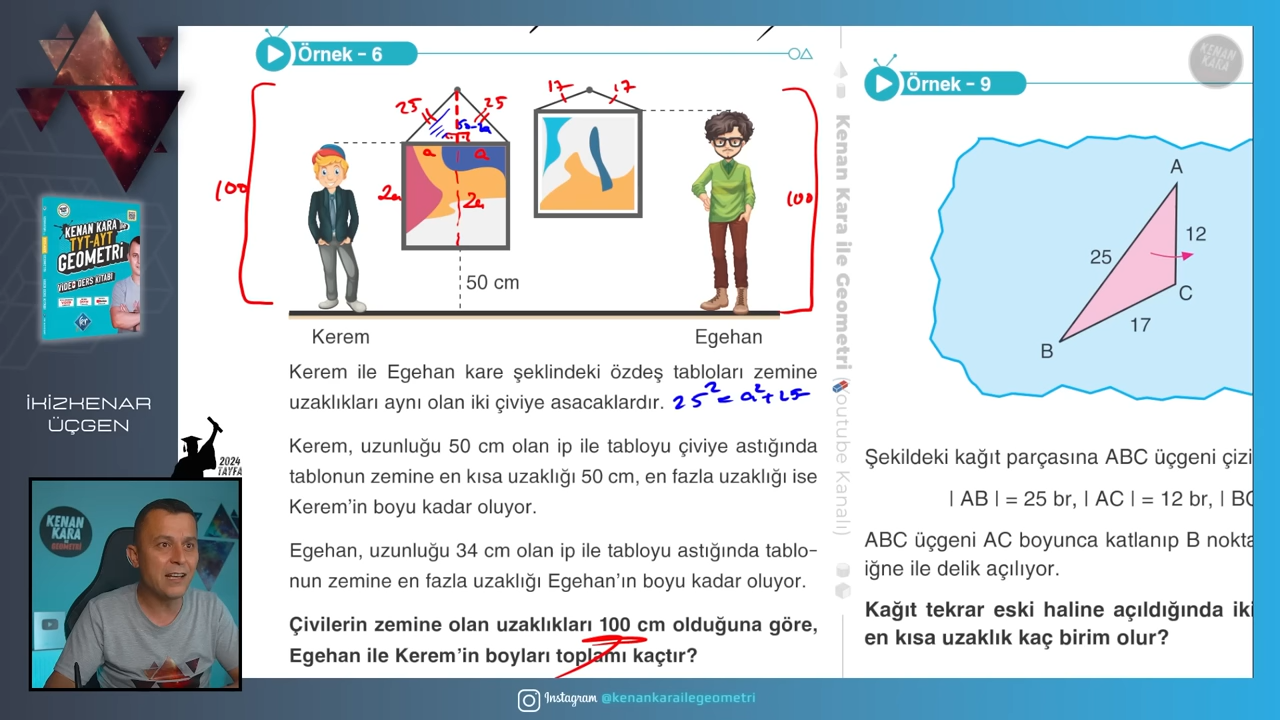 Örnek - 6
25
25
17
17
50-2a
a
a
2a
2a
100
100
50 cm
Kerem
Egehan
Kerem ile Egehan kare şeklindeki özdeş tabloları zemine
uzaklıkları aynı olan iki çiviye asacaklardır.
25² = a² + 25
Kerem, uzunluğu 50 cm olan ip ile tabloyu çiviye astığında
tablonun zemine en kısa uzaklığı 50 cm, en fazla uzaklığı ise
Kerem'in boyu kadar oluyor.
Egehan, uzunluğu 34 cm olan ip ile tabloyu astığında tablo-
nun zemine en fazla uzaklığı Egehan'ın boyu kadar oluyor.
Çivilerin zemine olan uzaklıkları 100 cm olduğuna göre,
Egehan ile Kerem'in boyları toplamı kaçtır?
Kenan Kara ile Geometri (Youtube Kanalı)
KENAN
KARA
Örnek - 9
A
12
25
C
17
B
Şekildeki kağıt parçasına ABC üçgeni çizi
| AB | = 25 br, | AC | = 12 br, | BC
ABC üçgeni AC boyunca katlanıp B nokta
iğne ile delik açılıyor.
Kağıt tekrar eski haline açıldığında iki
en kısa uzaklık kaç birim olur?
KENAN KARA ile
TYT-AYT
GEOMETRİ
VİDEO DERS KİTABI
İKİZKENAR
ÜÇGEN
2024
TAYFA
KENAN
KARA
ile GEOMETRİ
Instagram @kenankarailegeometri